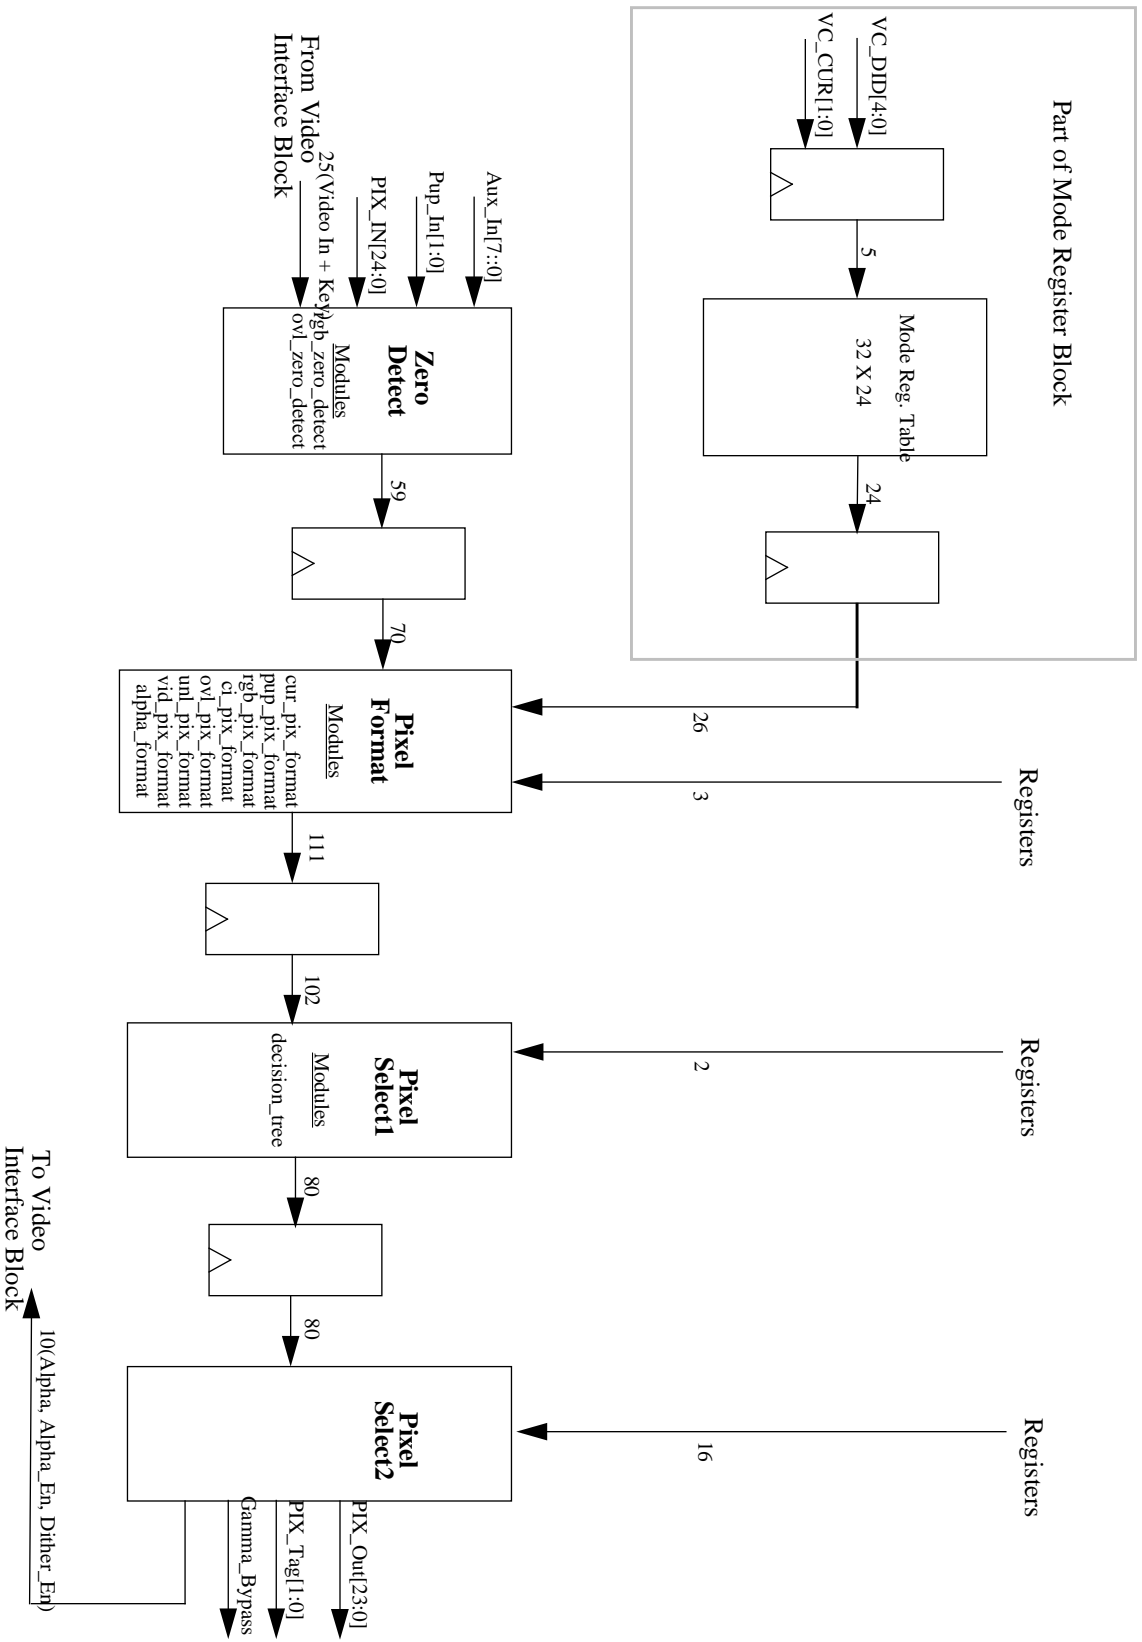 Part of Mode Register Block
VC_DID[4:0]
VC_CUR[1:0]
5
Mode Reg. Table
32 X 24
24
Registers
Registers
Registers
26
3
2
16
Aux_In[7::0]
Pup_In[1:0]
PIX_IN[24:0]
25(Video In + Key)
From Video
Interface Block
Zero
Detect
Modules
rgb_zero_detect
ovl_zero_detect
59
70
Pixel
Format
Modules
cur_pix_format
pup_pix_format
rgb_pix_format
ci_pix_format
ovl_pix_format
unl_pix_format
vid_pix_format
alpha_format
111
102
Pixel
Select1
Modules
decision_tree
80
80
Pixel
Select2
PIX_Out[23:0]
PIX_Tag[1:0]
Gamma_Bypass
10(Alpha, Alpha_En, Dither_En)
To Video
Interface Block